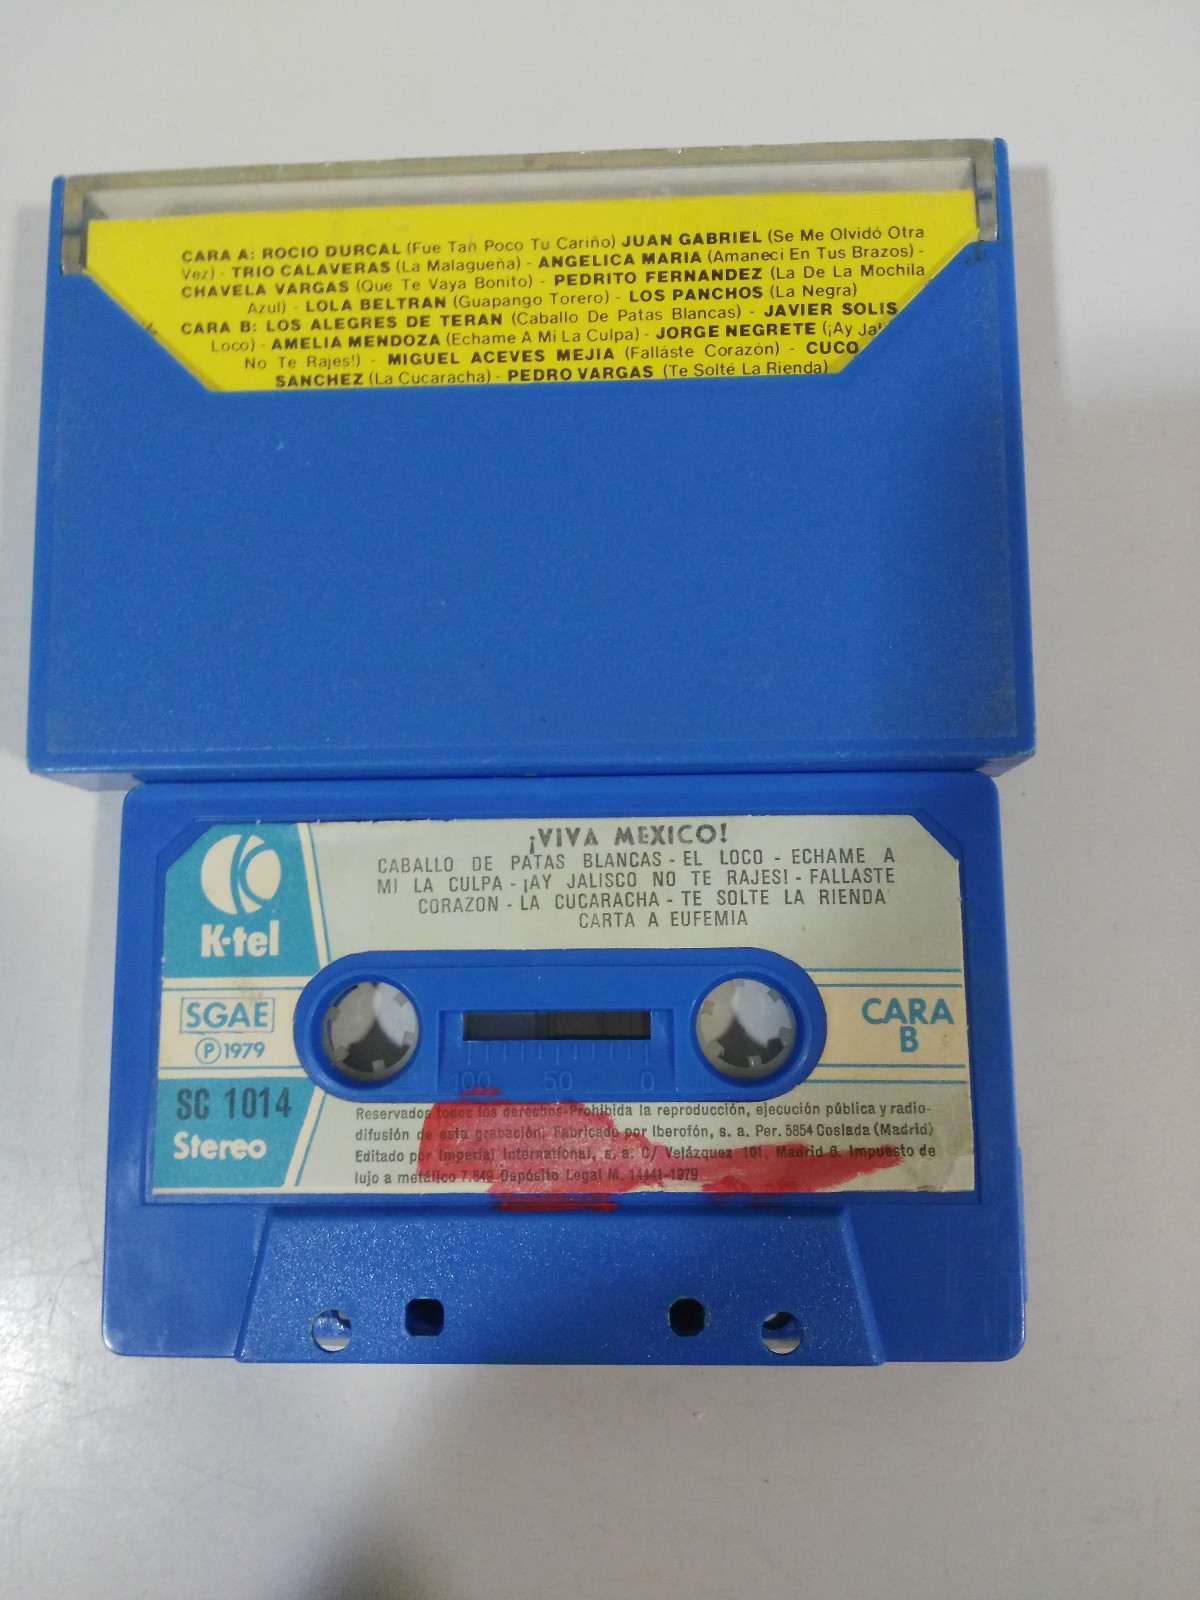 CARA A: ROCIO DURCAL (Fue Tan Poco Tu Cariño) JUAN GABRIEL (Se Me Olvidó Otra
Vez) - TRIO CALAVERAS (La Malagueña) - ANGELICA MARIA (Amaneci En Tus Brazos) -
CHAVELA VARGAS (Que Te Vaya Bonito) - PEDRITO FERNANDEZ (La De La Mochila
Azul) - LOLA BELTRAN (Guapango Torero) - LOS PANCHOS (La Negra)
CARA B: LOS ALEGRES DE TERAN (Caballo De Patas Blancas) - JAVIER SOLIS
Loco) - AMELIA MENDOZA (Echame A Mi La Culpa) - JORGE NEGRETE (¡Ay
No Te Rajes!) - MIGUEL ACEVES MEJIA (Falláste Corazón) - CUCO
SANCHEZ (La Cucaracha) - PEDRO VARGAS (Te Solté La Rienda)
¡VIVA MEXICO!
CABALLO DE PATAS BLANCAS - EL LOCO - ECHAME A
MI LA CULPA - ¡AY JALISCO NO TE RAJES! - FALLASTE
CORAZON - LA CUCARACHA - TE SOLTE LA RIENDA
CARTA A EUFEMIA
K-tel
SGAE
℗ 1979
SC 1014
Stereo
CARA
B
100 50 0
Reservados todos los derechos-Prohibida la reproducción, ejecución pública y radio-
difusión de esta grabación. Fabricado por Iberofón, s. a. Per. 5854 Coslada (Madrid)
Editado por Imperial International, s. a. C/ Velázquez 101, Madrid 6. Impuesto de
lujo a metálico 7.849 Depósito Legal M. 14441-1979